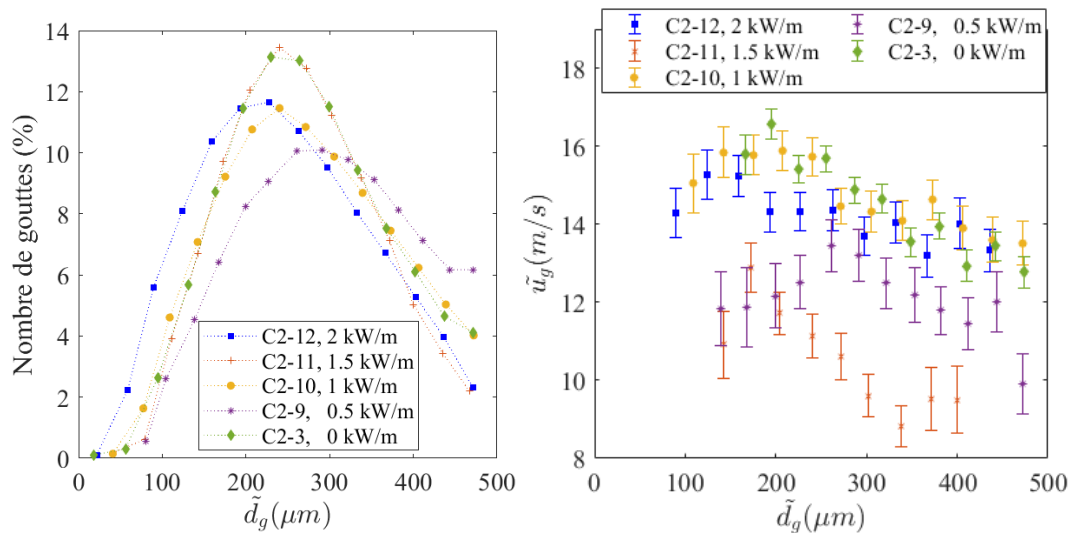 Nombre de gouttes (%)
14
12
10
8
6
4
2
0
0 100 200 300 400 500
d̃_g(μm)
C2-12, 2 kW/m
C2-11, 1.5 kW/m
C2-10, 1 kW/m
C2-9, 0.5 kW/m
C2-3, 0 kW/m
ũ_g(m/s)
18
16
14
12
10
8
0 100 200 300 400 500
d̃_g(μm)
C2-12, 2 kW/m
C2-11, 1.5 kW/m
C2-10, 1 kW/m
C2-9, 0.5 kW/m
C2-3, 0 kW/m